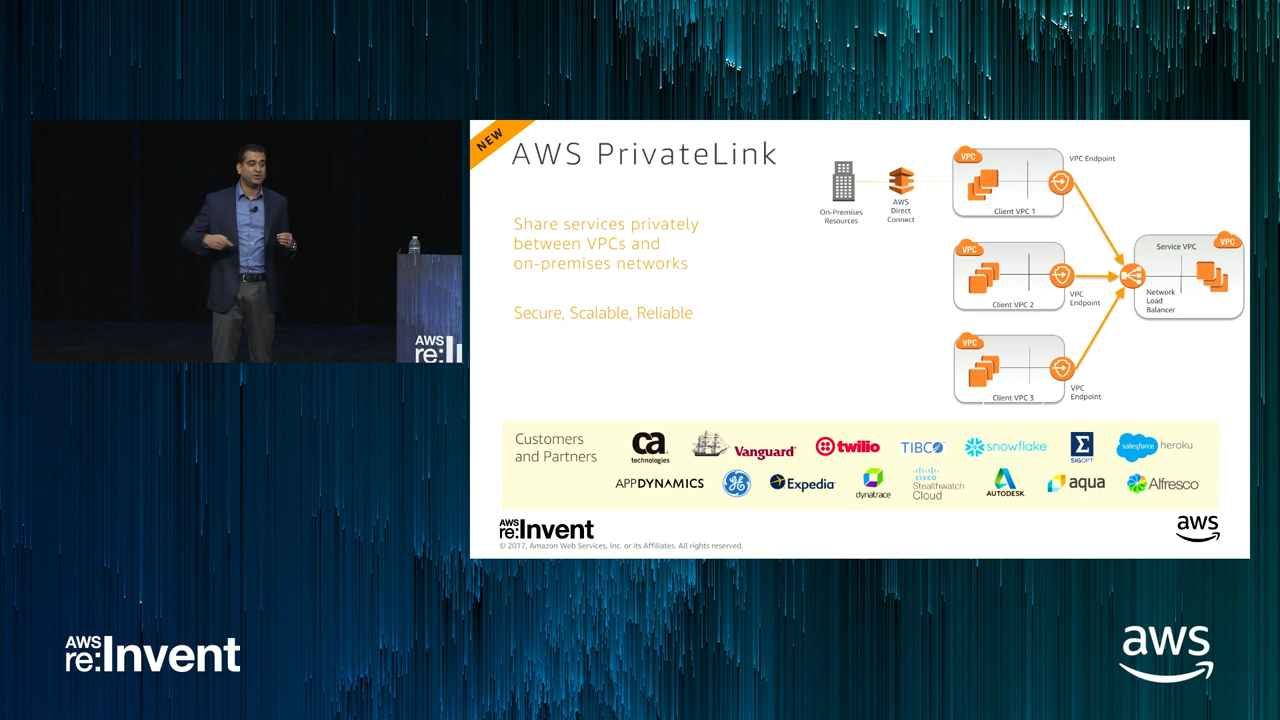 NEW
AWS PrivateLink
Share services privately
between VPCs and
on-premises networks
Secure, Scalable, Reliable
On-Premises
Resources
AWS
Direct
Connect
VPC
Client VPC 1
VPC Endpoint
VPC
Client VPC 2
VPC
Endpoint
VPC
Client VPC 3
VPC
Endpoint
Service VPC
VPC
Network
Load
Balancer
Customers
and Partners
ca
technologies
Vanguard
twilio
TIBCO
snowflake
SIGOPT
salesforce
heroku
APPDYNAMICS
GE
Expedia
dynatrace
CISCO
Stealthwatch
Cloud
AUTODESK
aqua
Alfresco
AWS
re:Invent
© 2017, Amazon Web Services, Inc. or its Affiliates. All rights reserved.
aws
AWS
re:I
AWS
re:Invent
aws